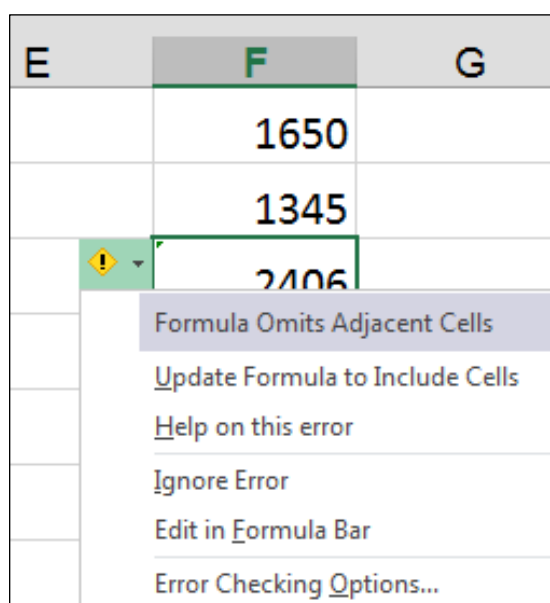 E F G
1650
1345
2406
Formula Omits Adjacent Cells
Update Formula to Include Cells
Help on this error
Ignore Error
Edit in Formula Bar
Error Checking Options...